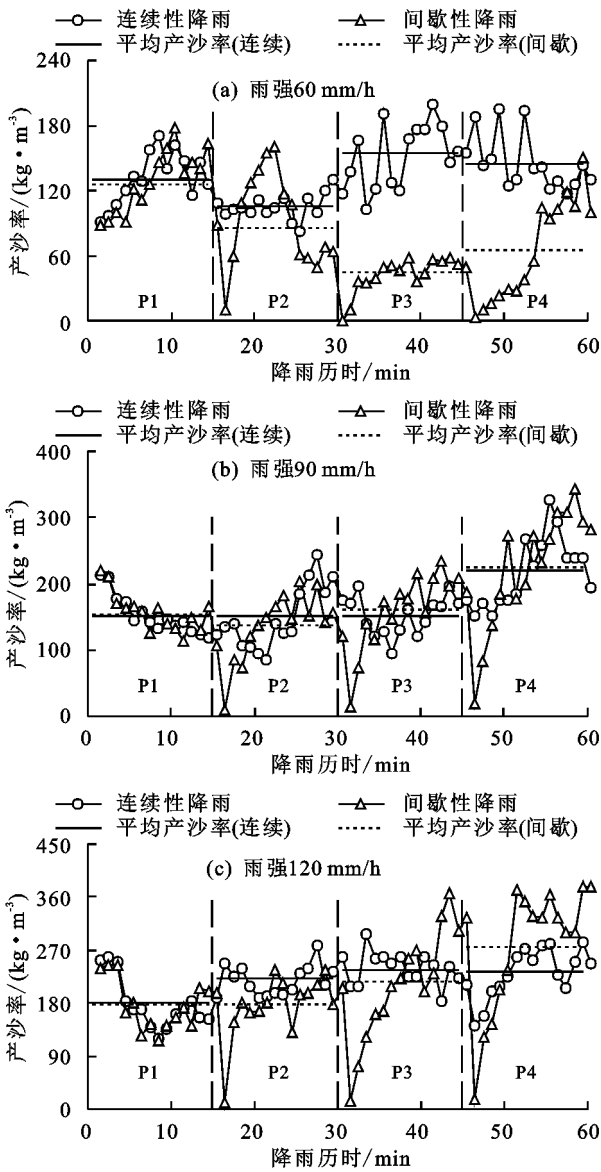 连续性降雨 间歇性降雨
平均产沙率(连续) 平均产沙率(间歇)
240
(a) 雨强60 mm/h
180
120
60
0
产沙率/(kg·m⁻³)
P1 P2 P3 P4
0 10 20 30 40 50 60
降雨历时/min
连续性降雨 间歇性降雨
平均产沙率(连续) 平均产沙率(间歇)
400
(b) 雨强90 mm/h
300
200
100
0
产沙率/(kg·m⁻³)
P1 P2 P3 P4
0 10 20 30 40 50 60
降雨历时/min
连续性降雨 间歇性降雨
平均产沙率(连续) 平均产沙率(间歇)
450
(c) 雨强120 mm/h
360
270
180
90
0
产沙率/(kg·m⁻³)
P1 P2 P3 P4
0 10 20 30 40 50 60
降雨历时/min